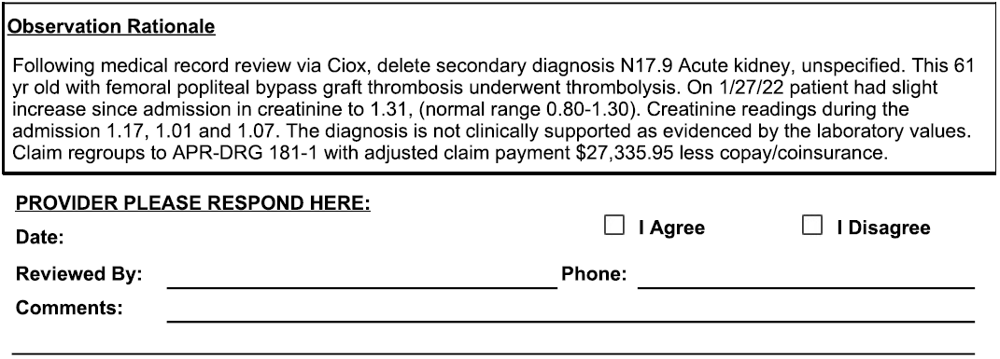 Observation Rationale
Following medical record review via Ciox, delete secondary diagnosis N17.9 Acute kidney, unspecified. This 61
yr old with femoral popliteal bypass graft thrombosis underwent thrombolysis. On 1/27/22 patient had slight
increase since admission in creatinine to 1.31, (normal range 0.80-1.30). Creatinine readings during the
admission 1.17, 1.01 and 1.07. The diagnosis is not clinically supported as evidenced by the laboratory values.
Claim regroups to APR-DRG 181-1 with adjusted claim payment $27,335.95 less copay/coinsurance.
PROVIDER PLEASE RESPOND HERE:
I Agree I Disagree
Date:
Reviewed By: Phone:
Comments: